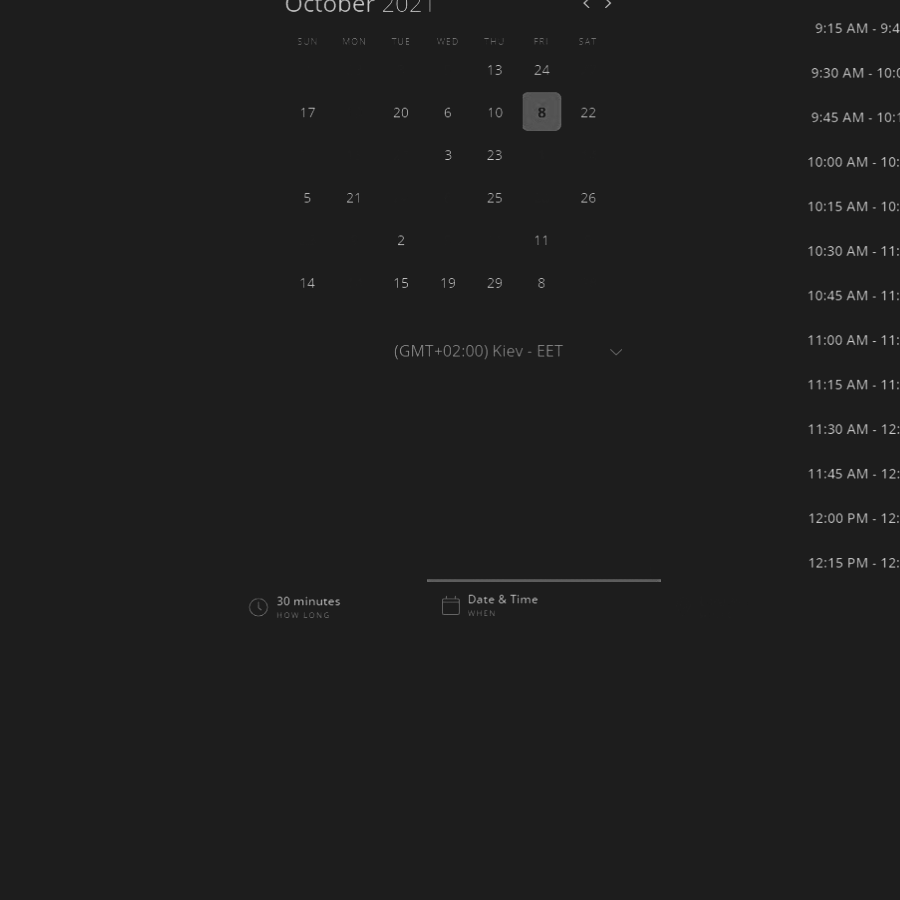 October 2021
SUN MON TUE WED THU FRI SAT
13 24
17 20 6 10 8 22
3 23
5 21 25 26
2 11
14 15 19 29 8
(GMT+02:00) Kiev - EET
30 minutes
HOW LONG
Date & Time
WHEN
9:15 AM - 9:4
9:30 AM - 10:0
9:45 AM - 10:1
10:00 AM - 10:
10:15 AM - 10:
10:30 AM - 11:
10:45 AM - 11:
11:00 AM - 11:
11:15 AM - 11:
11:30 AM - 12:
11:45 AM - 12:
12:00 PM - 12:
12:15 PM - 12: